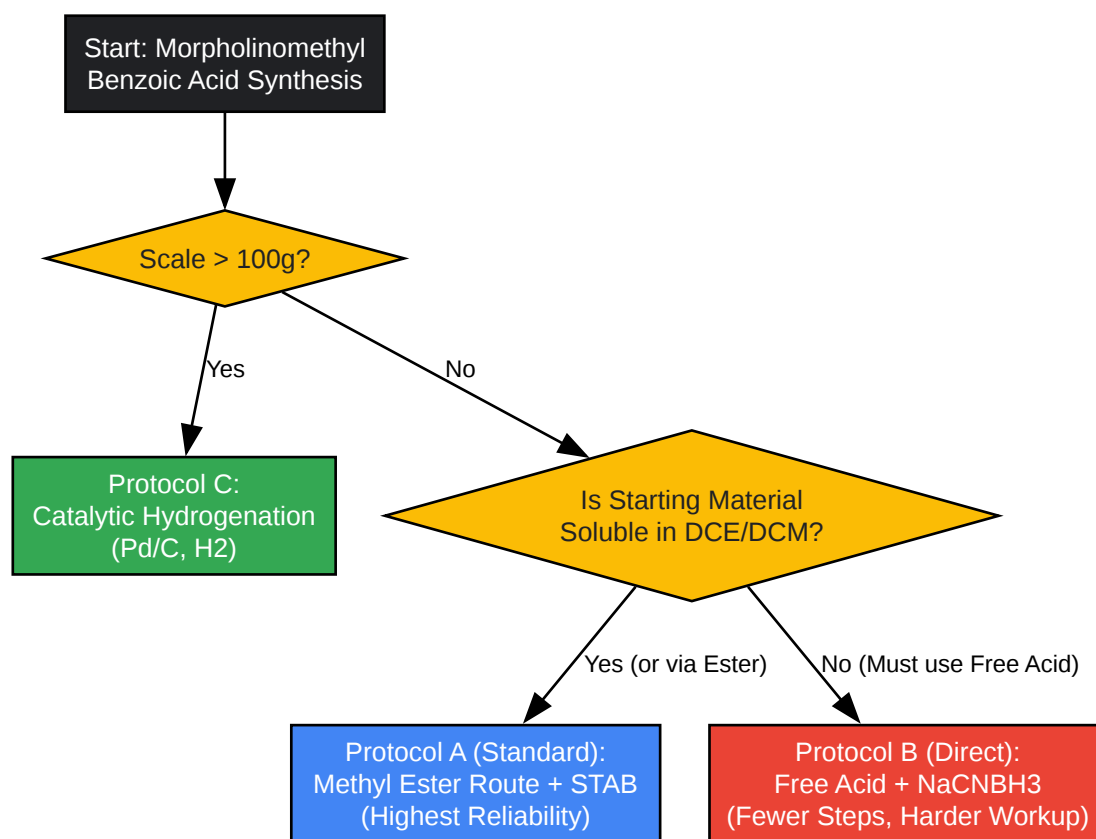 Start: Morpholinomethyl
Benzoic Acid Synthesis
Scale > 100g?
Yes
No
Protocol C:
Catalytic Hydrogenation
(Pd/C, H2)
Is Starting Material
Soluble in DCE/DCM?
Yes (or via Ester)
No (Must use Free Acid)
Protocol A (Standard):
Methyl Ester Route + STAB
(Highest Reliability)
Protocol B (Direct):
Free Acid + NaCNBH3
(Fewer Steps, Harder Workup)